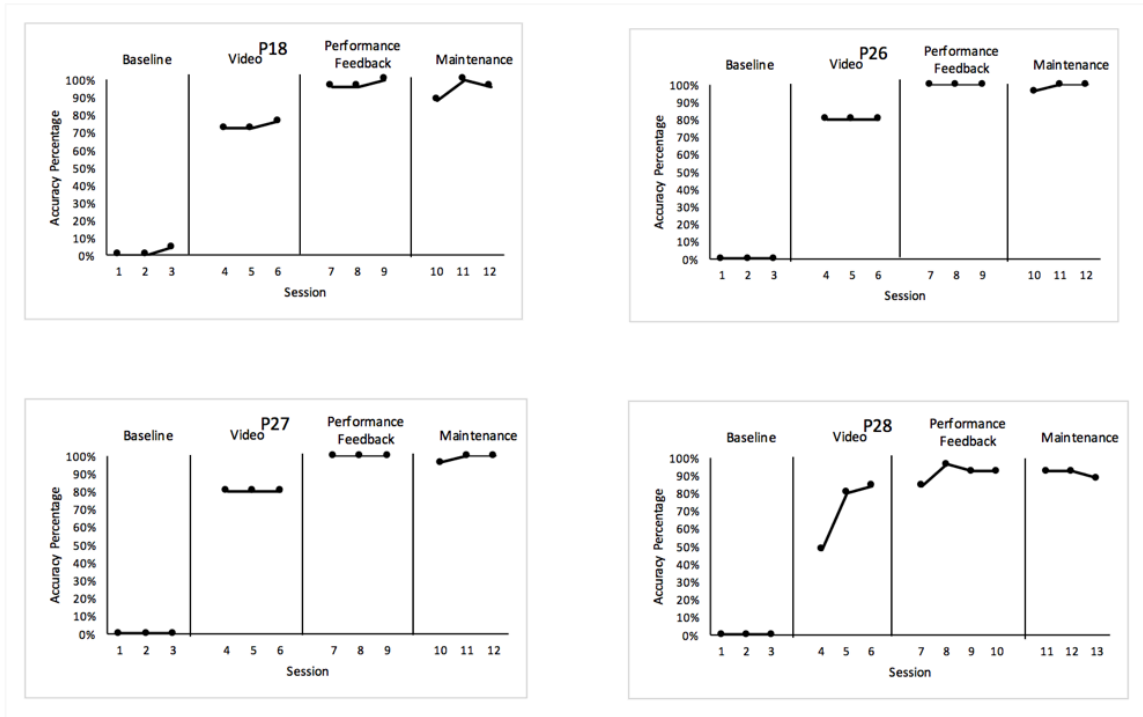 P18
Baseline
Video
Performance
Feedback
Maintenance
Accuracy Percentage
100%
90%
80%
70%
60%
50%
40%
30%
20%
10%
0%
1 2 3 4 5 6 7 8 9 10 11 12
Session
P26
Baseline
Video
Performance
Feedback
Maintenance
Accuracy Percentage
100%
90%
80%
70%
60%
50%
40%
30%
20%
10%
0%
1 2 3 4 5 6 7 8 9 10 11 12
Session
P27
Baseline
Video
Performance
Feedback
Maintenance
Accuracy Percentage
100%
90%
80%
70%
60%
50%
40%
30%
20%
10%
0%
1 2 3 4 5 6 7 8 9 10 11 12
Session
P28
Baseline
Video
Performance
Feedback
Maintenance
Accuracy Percentage
100%
90%
80%
70%
60%
50%
40%
30%
20%
10%
0%
1 2 3 4 5 6 7 8 9 10 11 12 13
Session